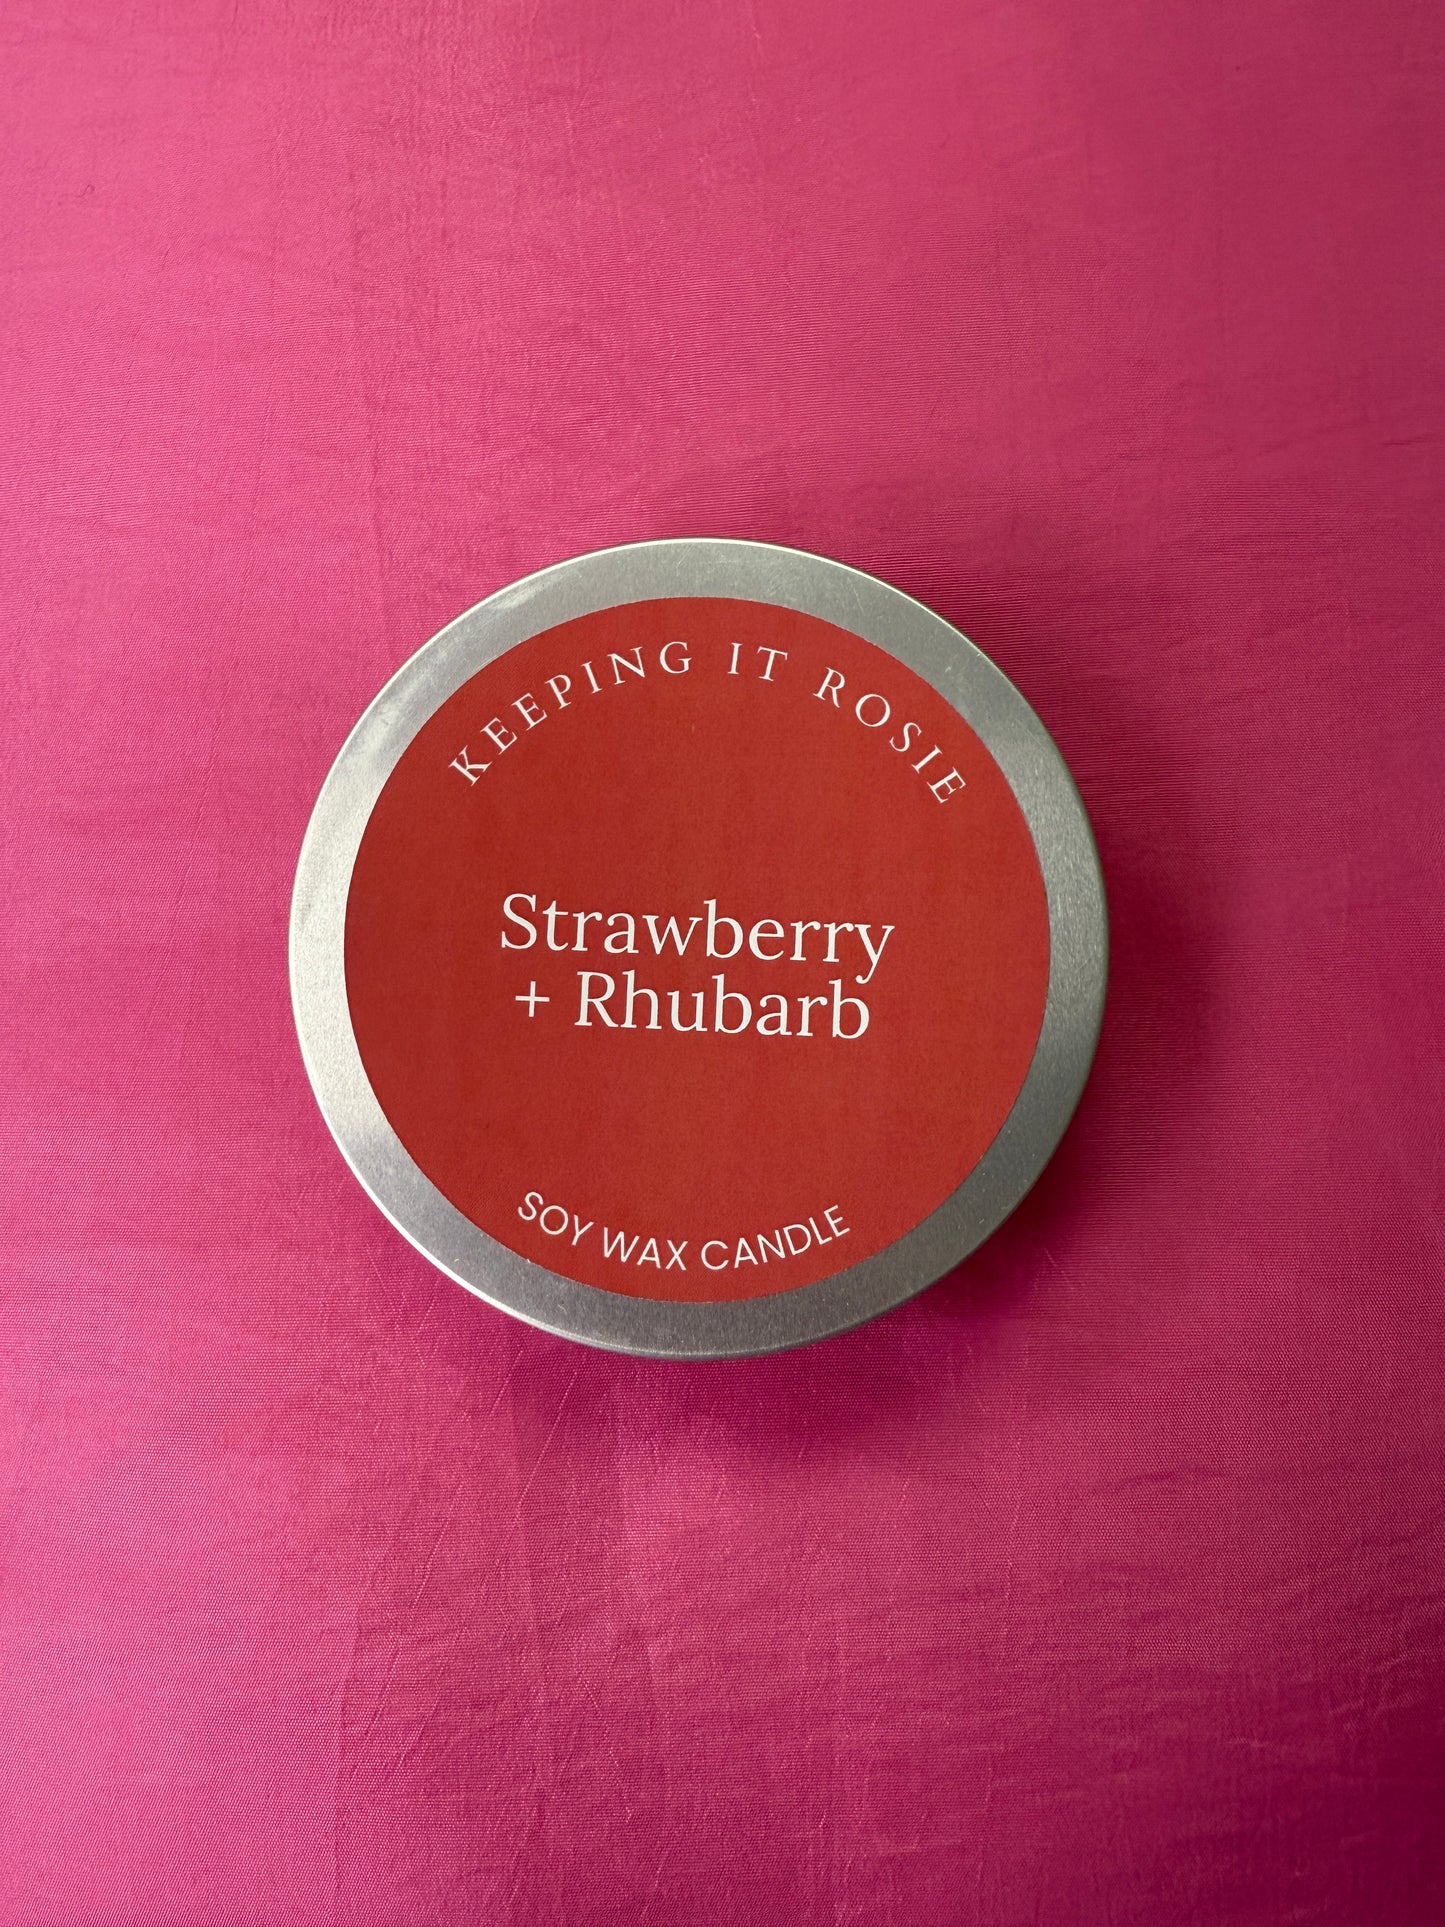 KEEPING IT ROSIE
Strawberry
+ Rhubarb
SOY WAX CANDLE